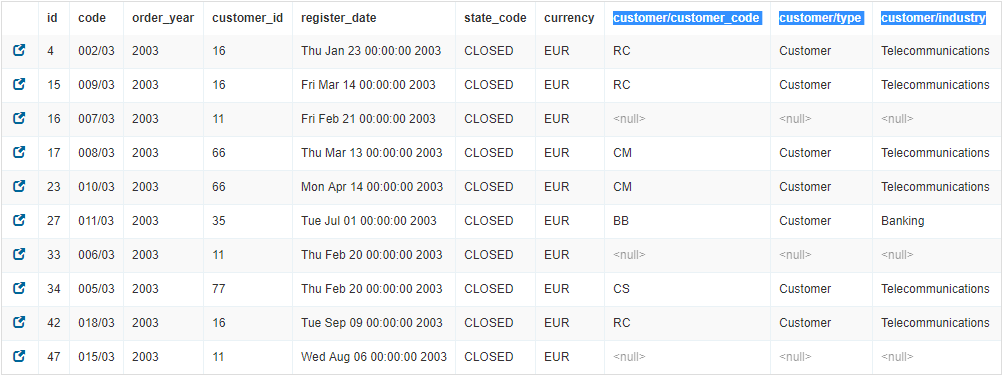 id code order_year customer_id register_date state_code currency customer/customer_code customer/type customer/industry
4 002/03 2003 16 Thu Jan 23 00:00:00 2003 CLOSED EUR RC Customer Telecommunications
15 009/03 2003 16 Fri Mar 14 00:00:00 2003 CLOSED EUR RC Customer Telecommunications
16 007/03 2003 11 Fri Feb 21 00:00:00 2003 CLOSED EUR <null> <null> <null>
17 008/03 2003 66 Thu Mar 13 00:00:00 2003 CLOSED EUR CM Customer Telecommunications
23 010/03 2003 66 Mon Apr 14 00:00:00 2003 CLOSED EUR CM Customer Telecommunications
27 011/03 2003 35 Tue Jul 01 00:00:00 2003 CLOSED EUR BB Customer Banking
33 006/03 2003 11 Thu Feb 20 00:00:00 2003 CLOSED EUR <null> <null> <null>
34 005/03 2003 77 Thu Feb 20 00:00:00 2003 CLOSED EUR CS Customer Telecommunications
42 018/03 2003 16 Tue Sep 09 00:00:00 2003 CLOSED EUR RC Customer Telecommunications
47 015/03 2003 11 Wed Aug 06 00:00:00 2003 CLOSED EUR <null> <null> <null>